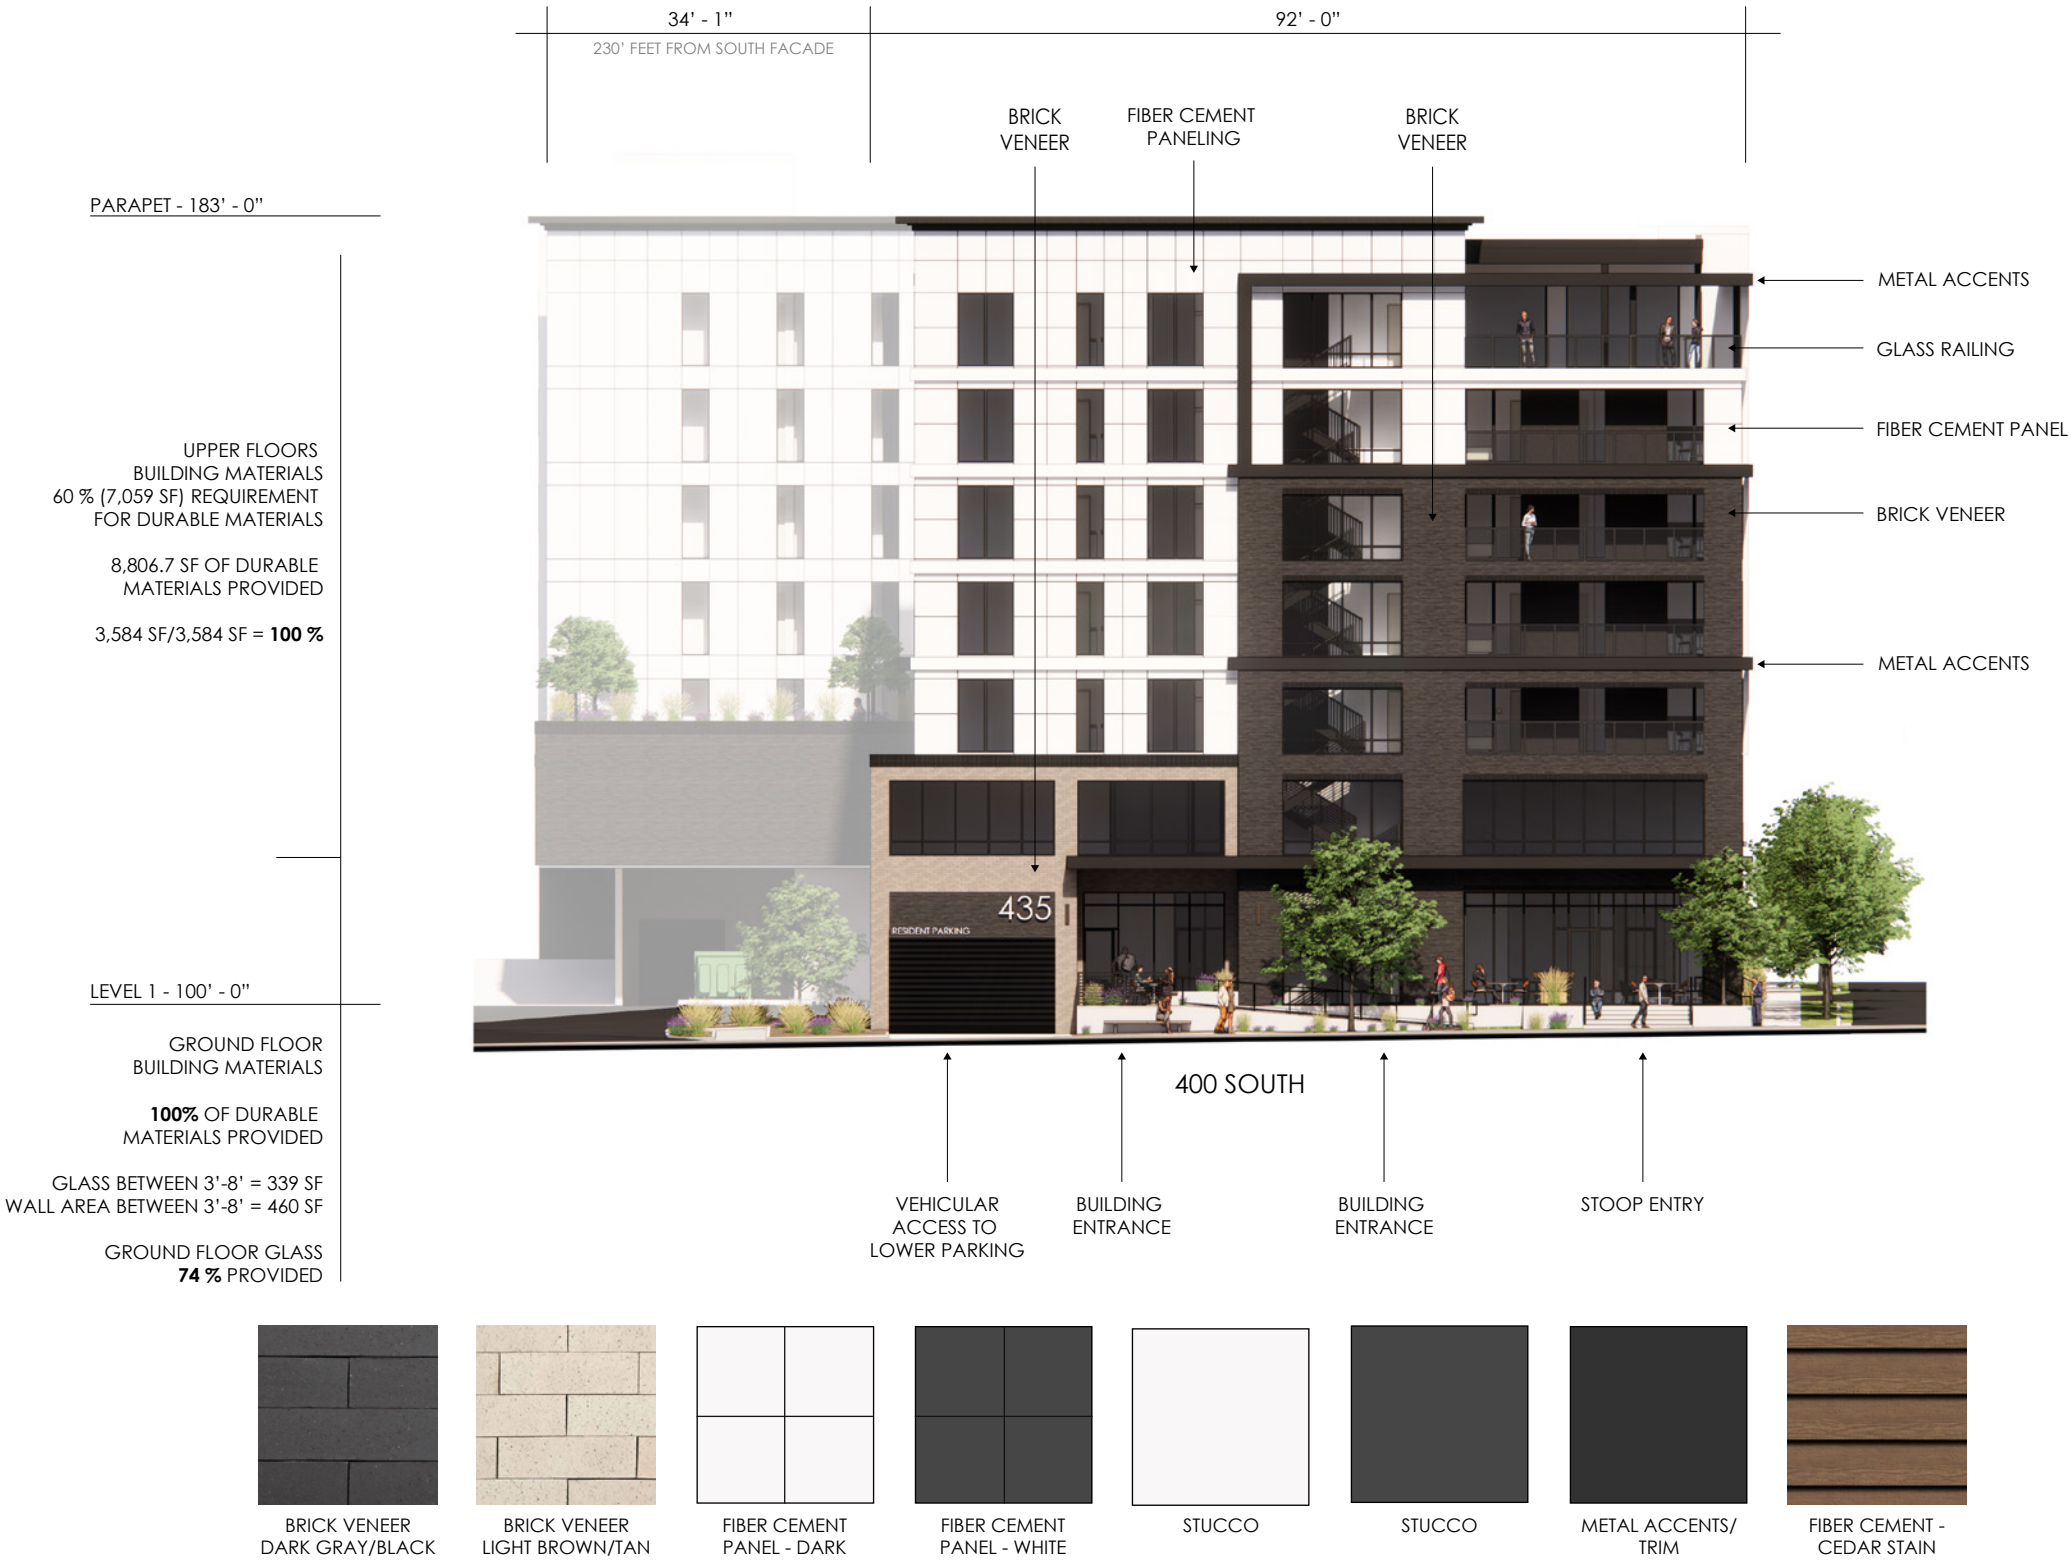 34' - 1”
92' - 0”
230' FEET FROM SOUTH FACADE
BRICK
VENEER
FIBER CEMENT
PANELING
BRICK
VENEER
PARAPET - 183' - 0”
METAL ACCENTS
GLASS RAILING
FIBER CEMENT PANEL
BRICK VENEER
METAL ACCENTS
UPPER FLOORS
BUILDING MATERIALS
60 % (7,059 SF) REQUIREMENT
FOR DURABLE MATERIALS
8,806.7 SF OF DURABLE
MATERIALS PROVIDED
3,584 SF/3,584 SF = 100 %
435
RESIDENT PARKING
LEVEL 1 - 100' - 0”
GROUND FLOOR
BUILDING MATERIALS
100% OF DURABLE
MATERIALS PROVIDED
GLASS BETWEEN 3'-8' = 339 SF
WALL AREA BETWEEN 3'-8' = 460 SF
GROUND FLOOR GLASS
74 % PROVIDED
400 SOUTH
VEHICULAR
ACCESS TO
LOWER PARKING
BUILDING
ENTRANCE
BUILDING
ENTRANCE
STOOP ENTRY
BRICK VENEER
DARK GRAY/BLACK
BRICK VENEER
LIGHT BROWN/TAN
FIBER CEMENT
PANEL - DARK
FIBER CEMENT
PANEL - WHITE
STUCCO
STUCCO
METAL ACCENTS/
TRIM
FIBER CEMENT -
CEDAR STAIN